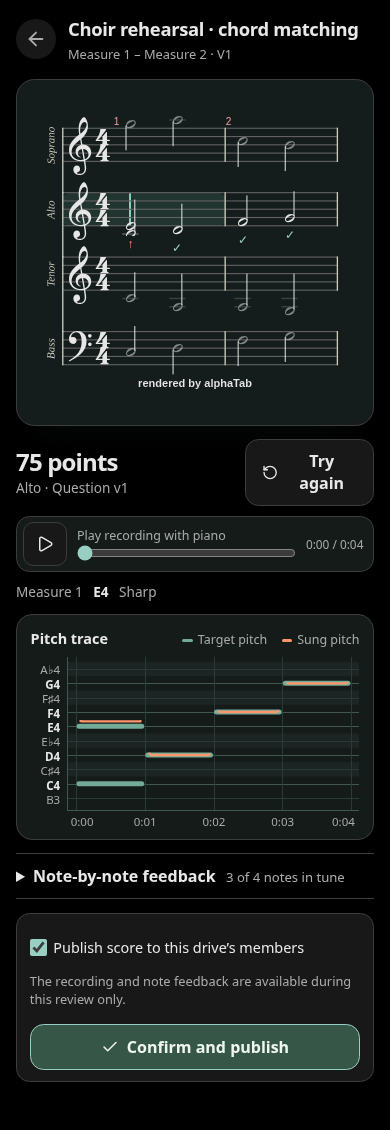 Choir rehearsal · chord matching
Measure 1 – Measure 2 · V1
1
2
Soprano
Alto
Tenor
Bass
rendered by alphaTab
75 points
Alto · Question v1
Try again
Play recording with piano
0:00 / 0:04
Measure 1 E4 Sharp
Pitch trace
Target pitch
Sung pitch
A♭4
G4
F♯4
F4
E4
E♭4
D4
C♯4
C4
B3
0:00 0:01 0:02 0:03 0:04
Note-by-note feedback 3 of 4 notes in tune
Publish score to this drive’s members
The recording and note feedback are available during
this review only.
Confirm and publish